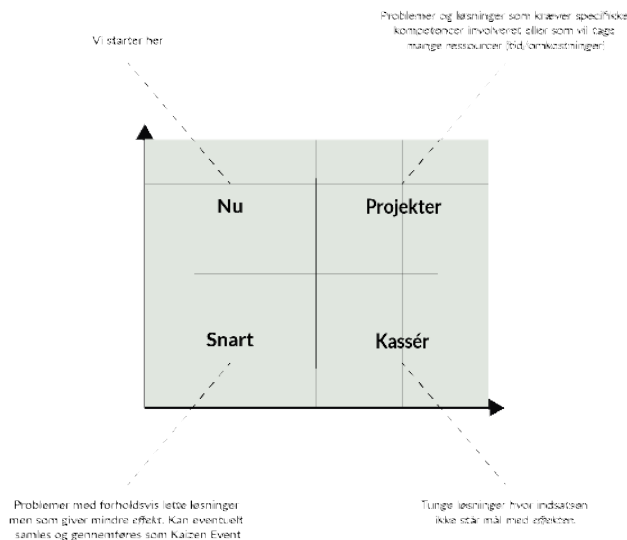 Vi starter her
Problemer og løsninger som kræver specifikke
kompetencer involveret eller som vil tage
mange ressourcer (tid/omkostninger)
Nu
Projekter
Snart
Kassér
Problemer med forholdsvis lette løsninger
men som giver mindre effekt. Kan eventuelt
samles og gennemføres som Kaizen Event
Tunge løsninger hvor indsatsen
ikke står mål med effekten.